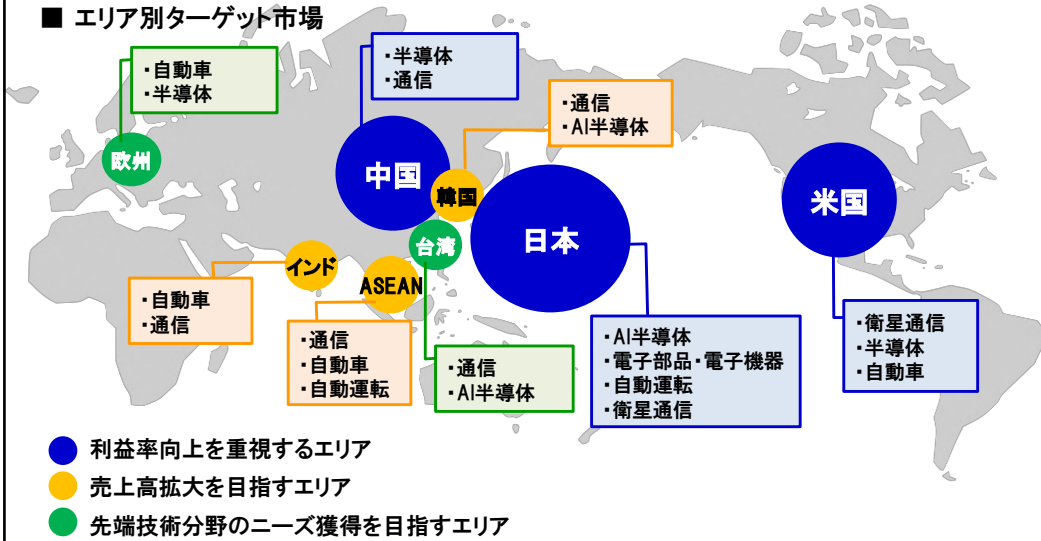 ■ エリア別ターゲット市場
・自動車
・半導体
・半導体
・通信
・通信
・AI半導体
欧州
中国
韓国
米国
日本
台湾
インド
ASEAN
・自動車
・通信
・通信
・自動車
・自動運転
・通信
・AI半導体
・AI半導体
・電子部品・電子機器
・自動運転
・衛星通信
・衛星通信
・半導体
・自動車
利益率向上を重視するエリア
売上高拡大を目指すエリア
先端技術分野のニーズ獲得を目指すエリア